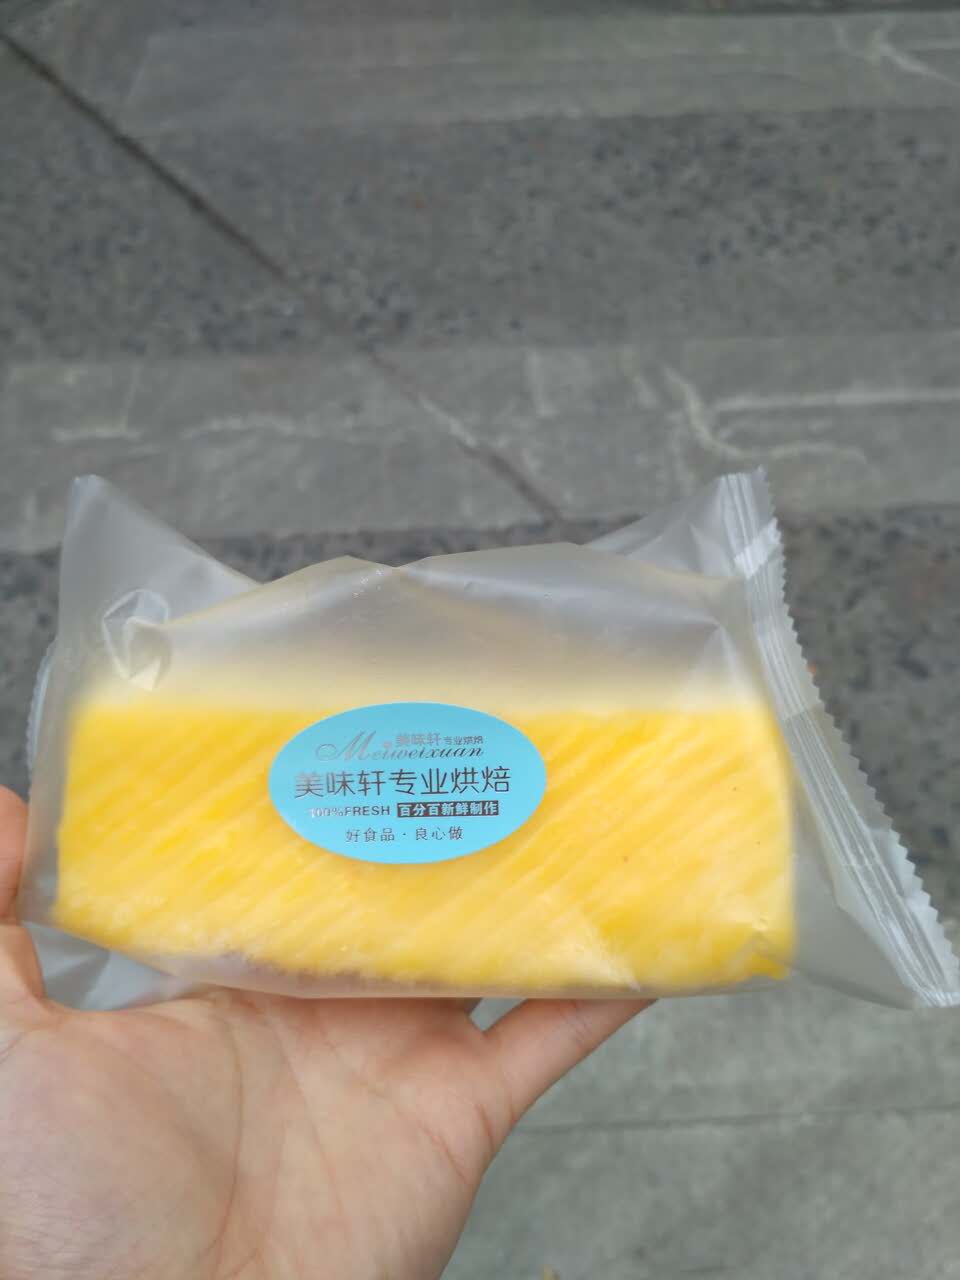 美味轩 专业烘焙
Meiweixuan
美味轩专业烘焙
100%FRESH 百分百新鲜制作
好食品·良心做